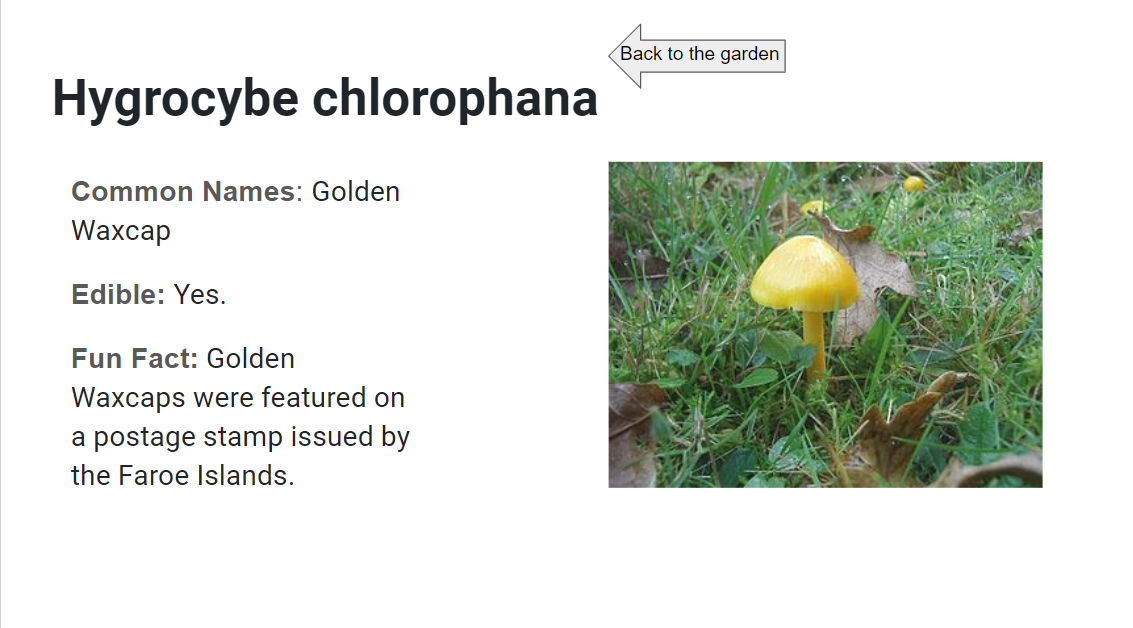 Back to the garden
Hygrocybe chlorophana
Common Names: Golden
Waxcap
Edible: Yes.
Fun Fact: Golden
Waxcaps were featured on
a postage stamp issued by
the Faroe Islands.